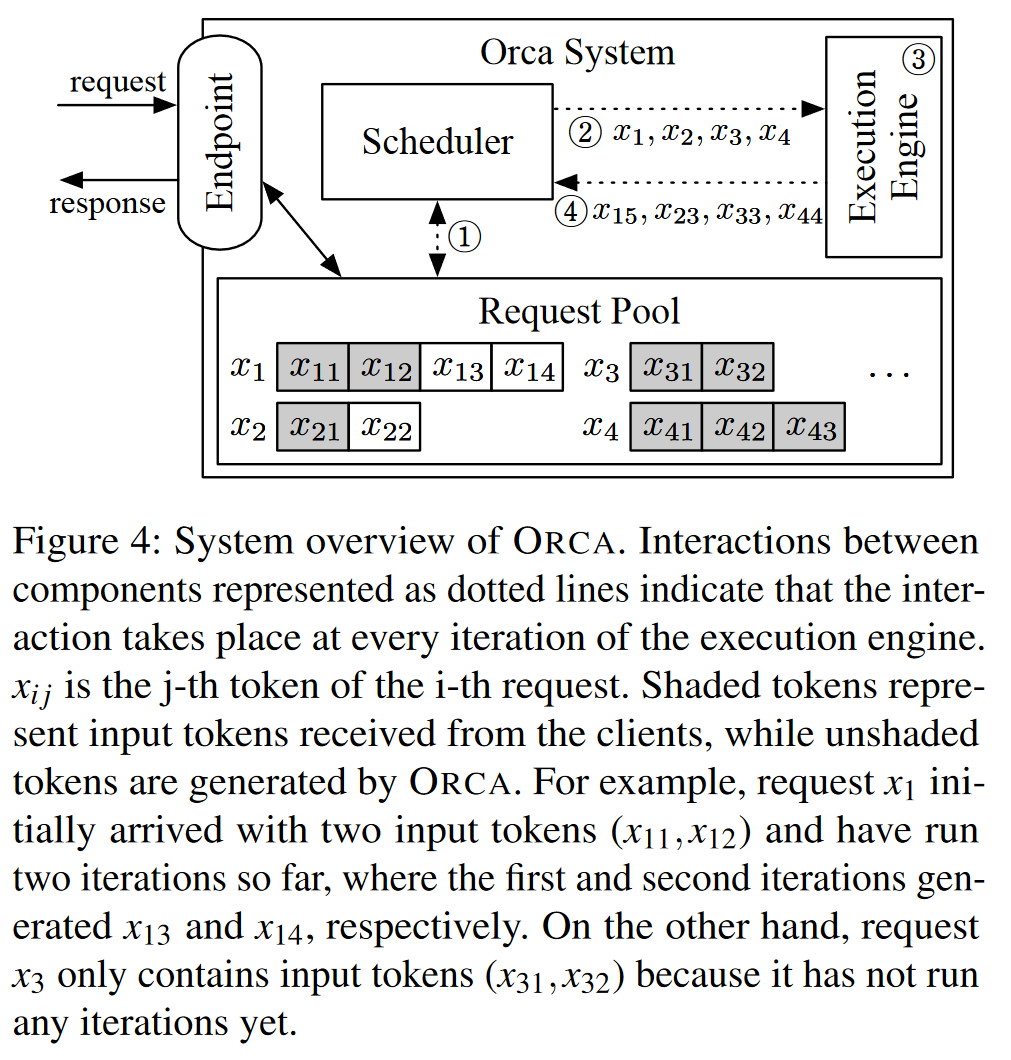 Orca System
request
response
Endpoint
Scheduler
② x₁, x₂, x₃, x₄
④ x₁₅, x₂₃, x₃₃, x₄₄
①
③
Execution
Engine
Request Pool
x₁ x₁₁ x₁₂ x₁₃ x₁₄ x₃ x₃₁ x₃₂ ...
x₂ x₂₁ x₂₂ x₄ x₄₁ x₄₂ x₄₃
Figure 4: System overview of ORCA. Interactions between
components represented as dotted lines indicate that the inter-
action takes place at every iteration of the execution engine.
xᵢⱼ is the j-th token of the i-th request. Shaded tokens repre-
sent input tokens received from the clients, while unshaded
tokens are generated by ORCA. For example, request x₁ ini-
tially arrived with two input tokens (x₁₁,x₁₂) and have run
two iterations so far, where the first and second iterations gen-
erated x₁₃ and x₁₄, respectively. On the other hand, request
x₃ only contains input tokens (x₃₁,x₃₂) because it has not run
any iterations yet.